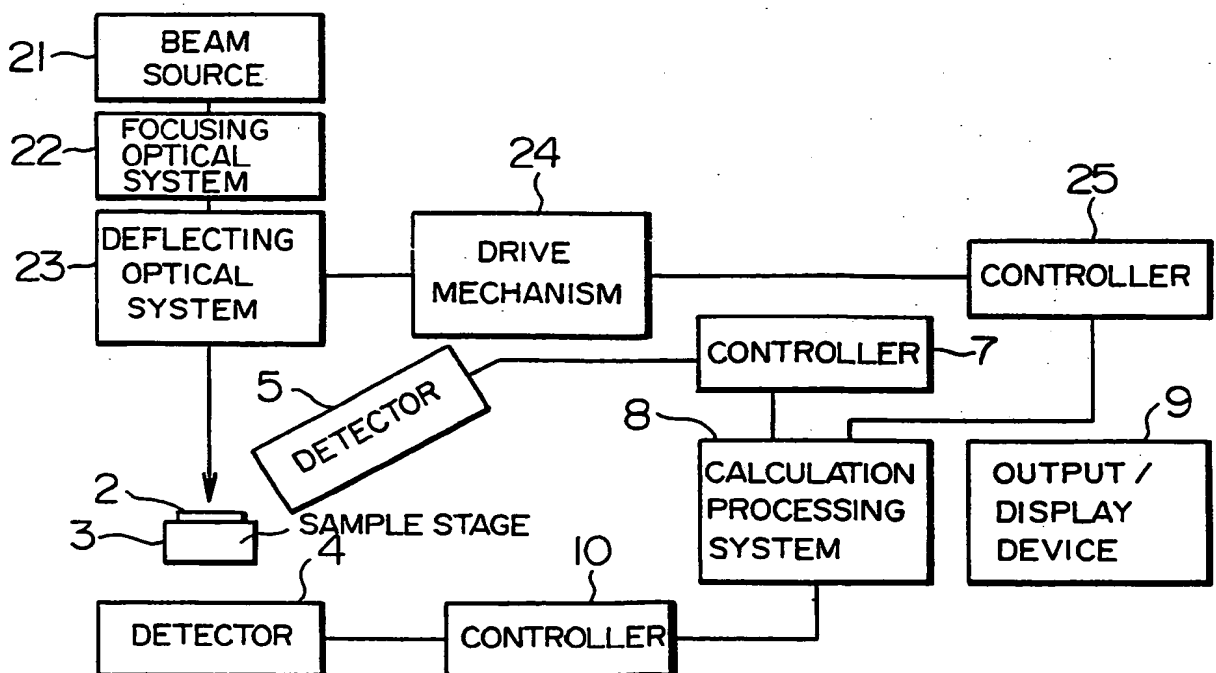 21
BEAM
SOURCE
22
FOCUSING
OPTICAL
SYSTEM
23
DEFLECTING
OPTICAL
SYSTEM
24
DRIVE
MECHANISM
25
CONTROLLER
CONTROLLER
7
5
DETECTOR
8
CALCULATION
PROCESSING
SYSTEM
9
OUTPUT /
DISPLAY
DEVICE
2
3
SAMPLE STAGE
4
DETECTOR
10
CONTROLLER